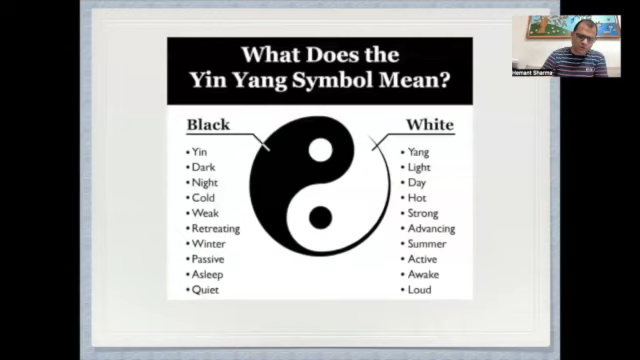 What Does the
Yin Yang Symbol Mean?
Black
• Yin
• Dark
• Night
• Cold
• Weak
• Retreating
• Winter
• Passive
• Asleep
• Quiet
White
• Yang
• Light
• Day
• Hot
• Strong
• Advancing
• Summer
• Active
• Awake
• Loud
Hemant Sharma